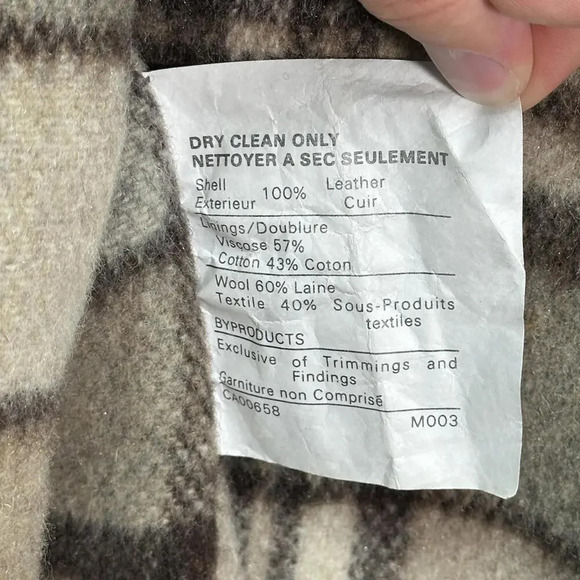 DRY CLEAN ONLY
NETTOYER A SEC SEULEMENT
Shell 100% Leather
Exterieur Cuir
Linings/Doublure
Viscose 57%
Cotton 43% Coton
Wool 60% Laine
Textile 40% Sous-Produits
textiles
BYPRODUCTS
Exclusive of Trimmings and
Findings
Garniture non Comprise
CA00658 M003